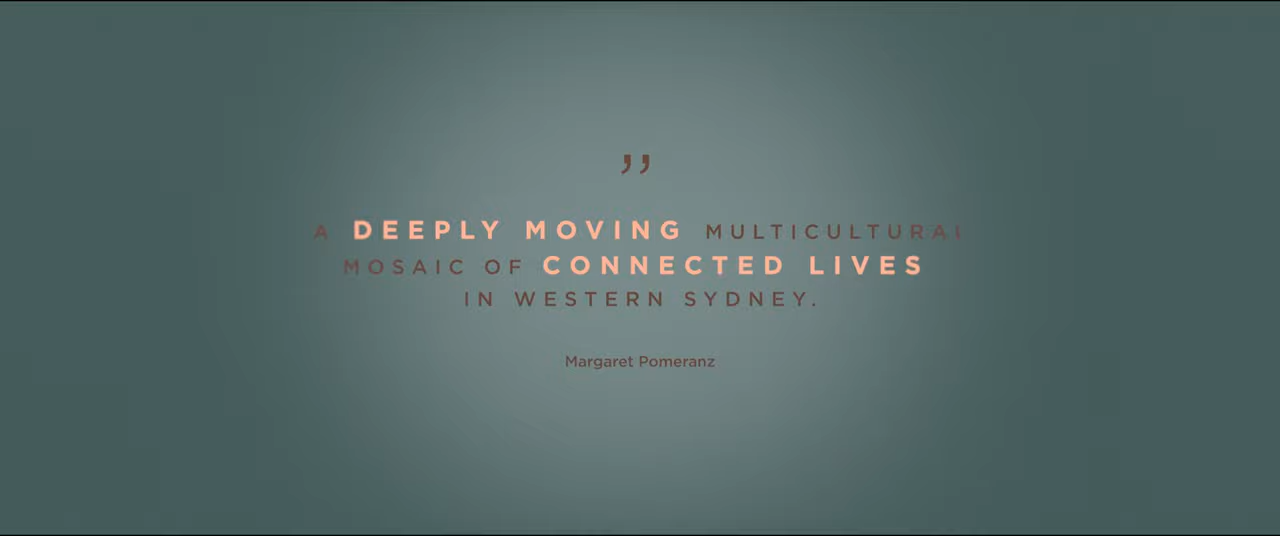 ”
A DEEPLY MOVING MULTICULTURAL
MOSAIC OF CONNECTED LIVES
IN WESTERN SYDNEY.
Margaret Pomeranz